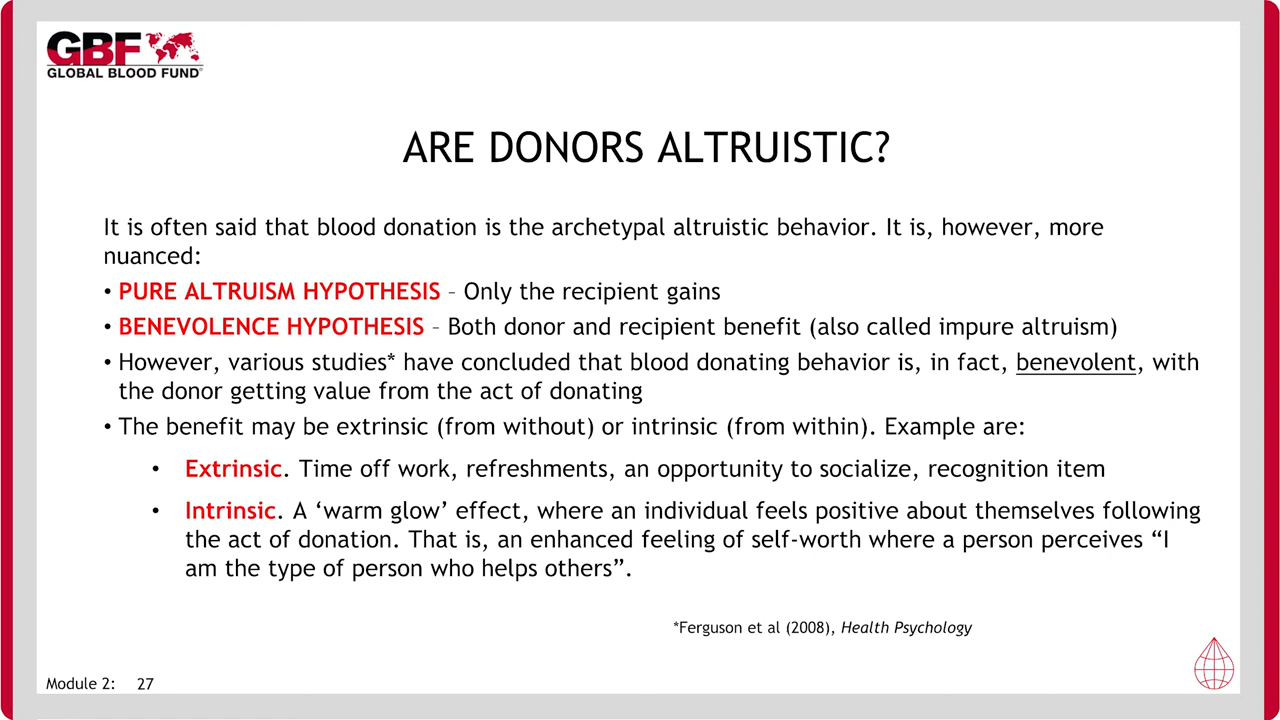 GBF
GLOBAL BLOOD FUND®
ARE DONORS ALTRUISTIC?
It is often said that blood donation is the archetypal altruistic behavior. It is, however, more
nuanced:
• PURE ALTRUISM HYPOTHESIS – Only the recipient gains
• BENEVOLENCE HYPOTHESIS – Both donor and recipient benefit (also called impure altruism)
• However, various studies* have concluded that blood donating behavior is, in fact, benevolent, with
the donor getting value from the act of donating
• The benefit may be extrinsic (from without) or intrinsic (from within). Example are:
• Extrinsic. Time off work, refreshments, an opportunity to socialize, recognition item
• Intrinsic. A ‘warm glow’ effect, where an individual feels positive about themselves following
the act of donation. That is, an enhanced feeling of self-worth where a person perceives “I
am the type of person who helps others”.
*Ferguson et al (2008), Health Psychology
Module 2: 27